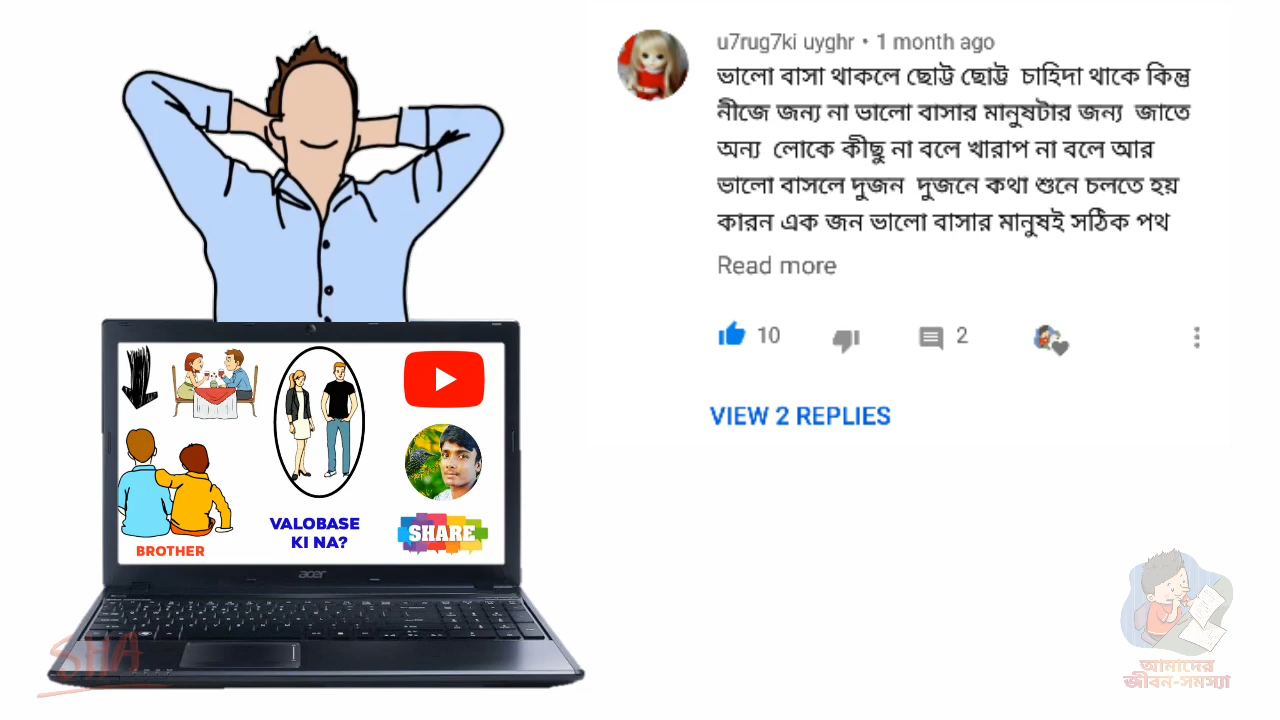 u7rug7ki uyghr • 1 month ago
ভালো বাসা থাকলে ছোট্ট ছোট্ট চাহিদা থাকে কিন্তু
নীজে জন্য না ভালো বাসার মানুষটার জন্য জাতে
অন্য লোকে কীছু না বলে খারাপ না বলে আর
ভালো বাসলে দুজন দুজনে কথা শুনে চলতে হয়
কারন এক জন ভালো বাসার মানুষই সঠিক পথ
Read more
10
2
VIEW 2 REPLIES
VALOBASE
KI NA?
BROTHER
SHARE
acer
SHA
আমাদের
জীবন-সমস্যা